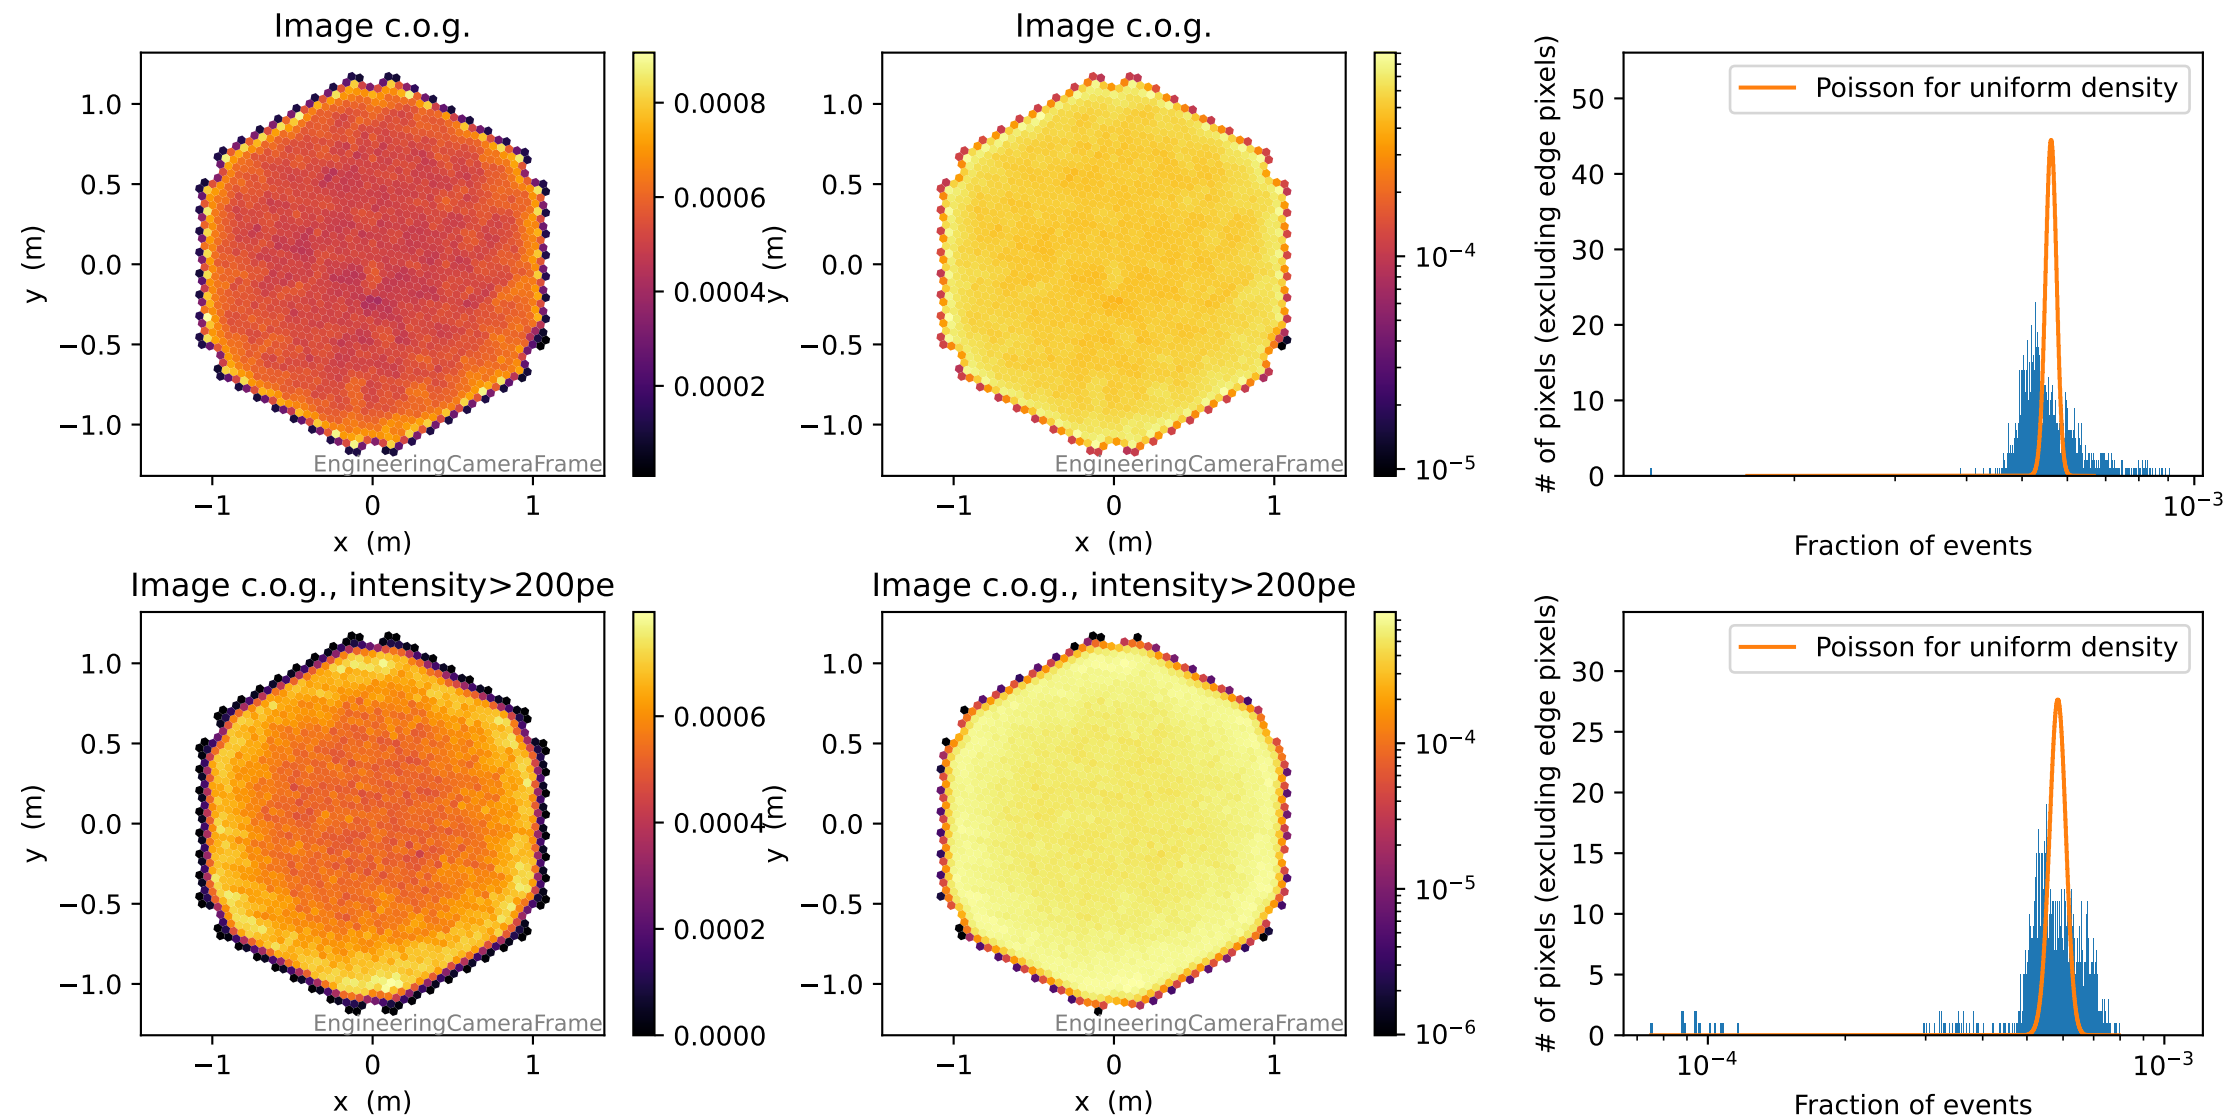 Image c.o.g.
y (m)
1.0
0.5
0.0
−0.5
−1.0
−1
0
1
x (m)
EngineeringCameraFrame
0.0008
0.0006
0.0004
0.0002
Image c.o.g.
y (m)
1.0
0.5
0.0
−0.5
−1.0
−1
0
1
x (m)
EngineeringCameraFrame
10−4
10−5
# of pixels (excluding edge pixels)
50
40
30
20
10
0
Poisson for uniform density
10−3
Fraction of events
Image c.o.g., intensity>200pe
y (m)
1.0
0.5
0.0
−0.5
−1.0
−1
0
1
x (m)
EngineeringCameraFrame
0.0006
0.0004
0.0002
0.0000
Image c.o.g., intensity>200pe
y (m)
1.0
0.5
0.0
−0.5
−1.0
−1
0
1
x (m)
EngineeringCameraFrame
10−4
10−5
10−6
# of pixels (excluding edge pixels)
30
25
20
15
10
5
0
Poisson for uniform density
10−4
10−3
Fraction of events